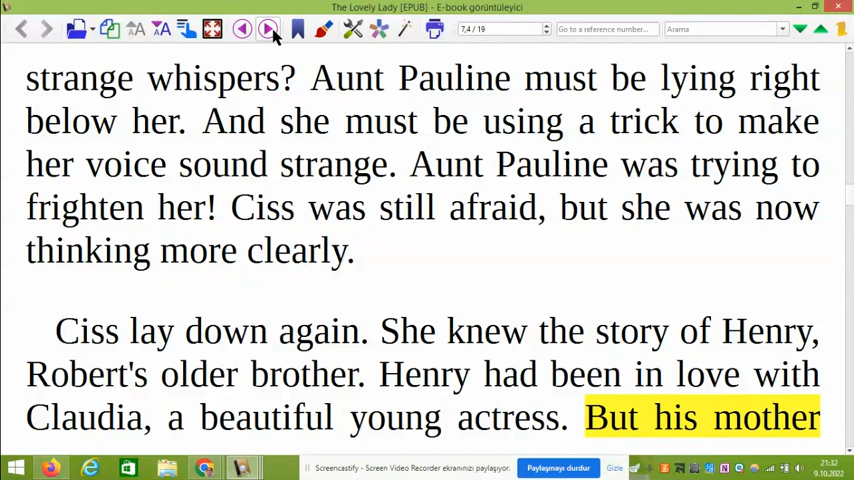 The Lovely Lady [EPUB] - E-book görüntüleyici
7,4 / 19
Go to a reference number...
Arama
strange whispers? Aunt Pauline must be lying right
below her. And she must be using a trick to make
her voice sound strange. Aunt Pauline was trying to
frighten her! Ciss was still afraid, but she was now
thinking more clearly.
Ciss lay down again. She knew the story of Henry,
Robert's older brother. Henry had been in love with
Claudia, a beautiful young actress. But his mother
Screencastify - Screen Video Recorder ekranınızı paylaşıyor.
Paylaşmayı durdur
Gizle
21:32
9.10.2022